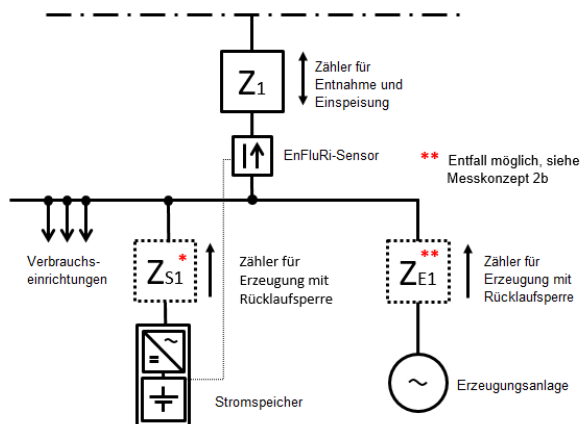 Z1
Zähler für
Entnahme und
Einspeisung
EnFluRi-Sensor
** Entfall möglich, siehe
Messkonzept 2b
Verbrauchs-
einrichtungen
ZS1*
Zähler für
Erzeugung mit
Rücklaufsperre
ZE1**
Zähler für
Erzeugung mit
Rücklaufsperre
Stromspeicher
Erzeugungsanlage